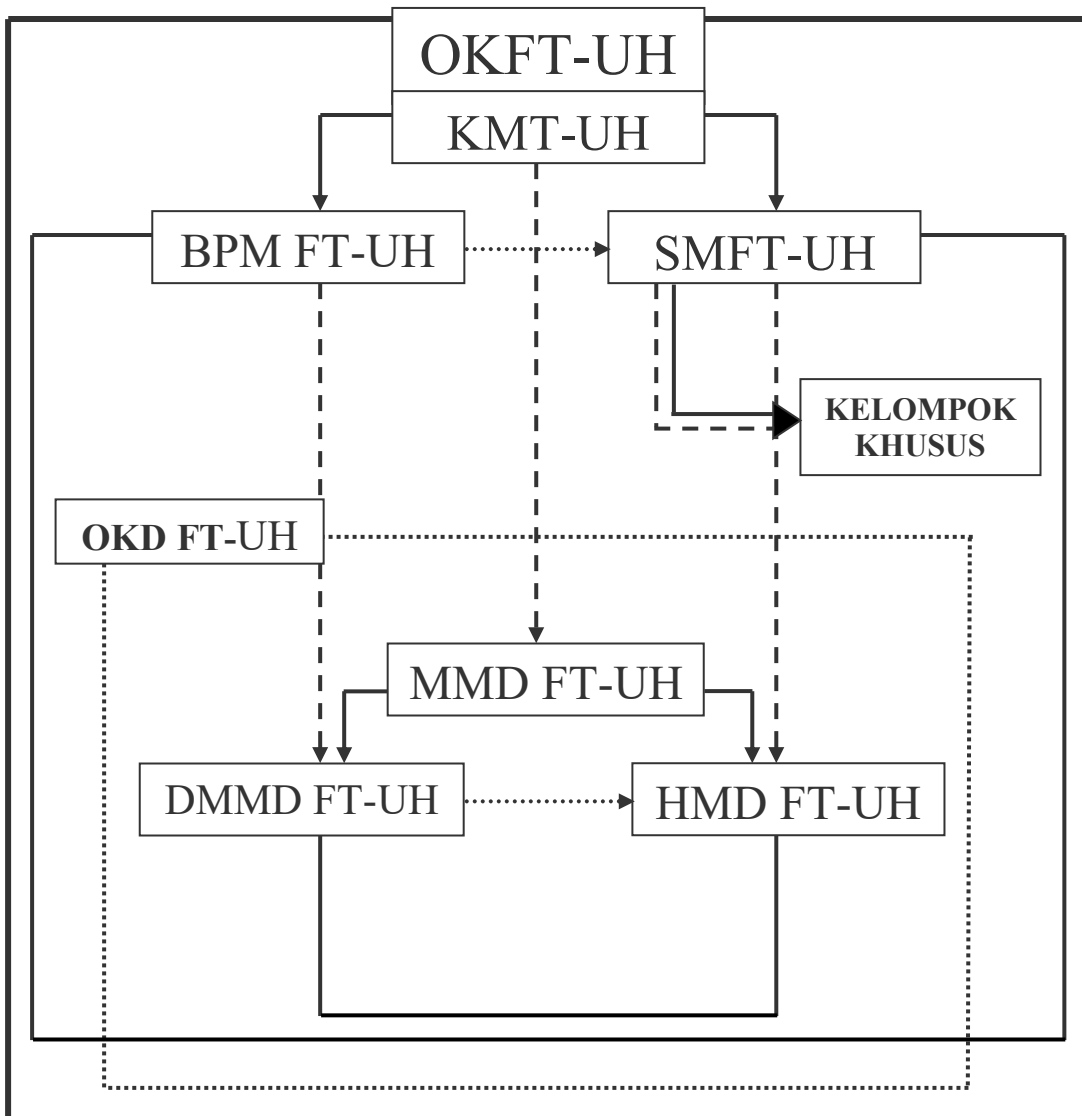 OKFT-UH
KMT-UH
BPM FT-UH
SMFT-UH
KELOMPOK
KHUSUS
OKD FT-UH
MMD FT-UH
DMMD FT-UH
HMD FT-UH